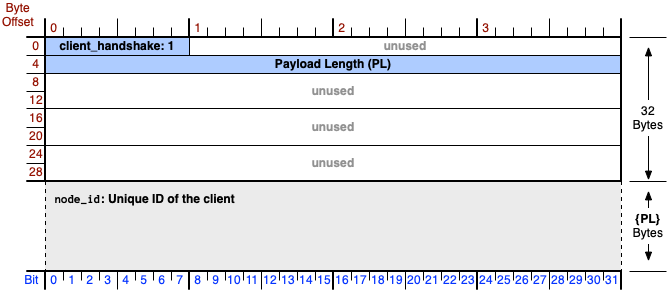 Byte
Offset 0 1 2 3
0 client_handshake: 1 unused
4 Payload Length (PL)
8
12 unused
16
20 unused
24
28 unused
32
Bytes
node_id: Unique ID of the client
{PL}
Bytes
Bit 0 1 2 3 4 5 6 7 8 9 10 11 12 13 14 15 16 17 18 19 20 21 22 23 24 25 26 27 28 29 30 31